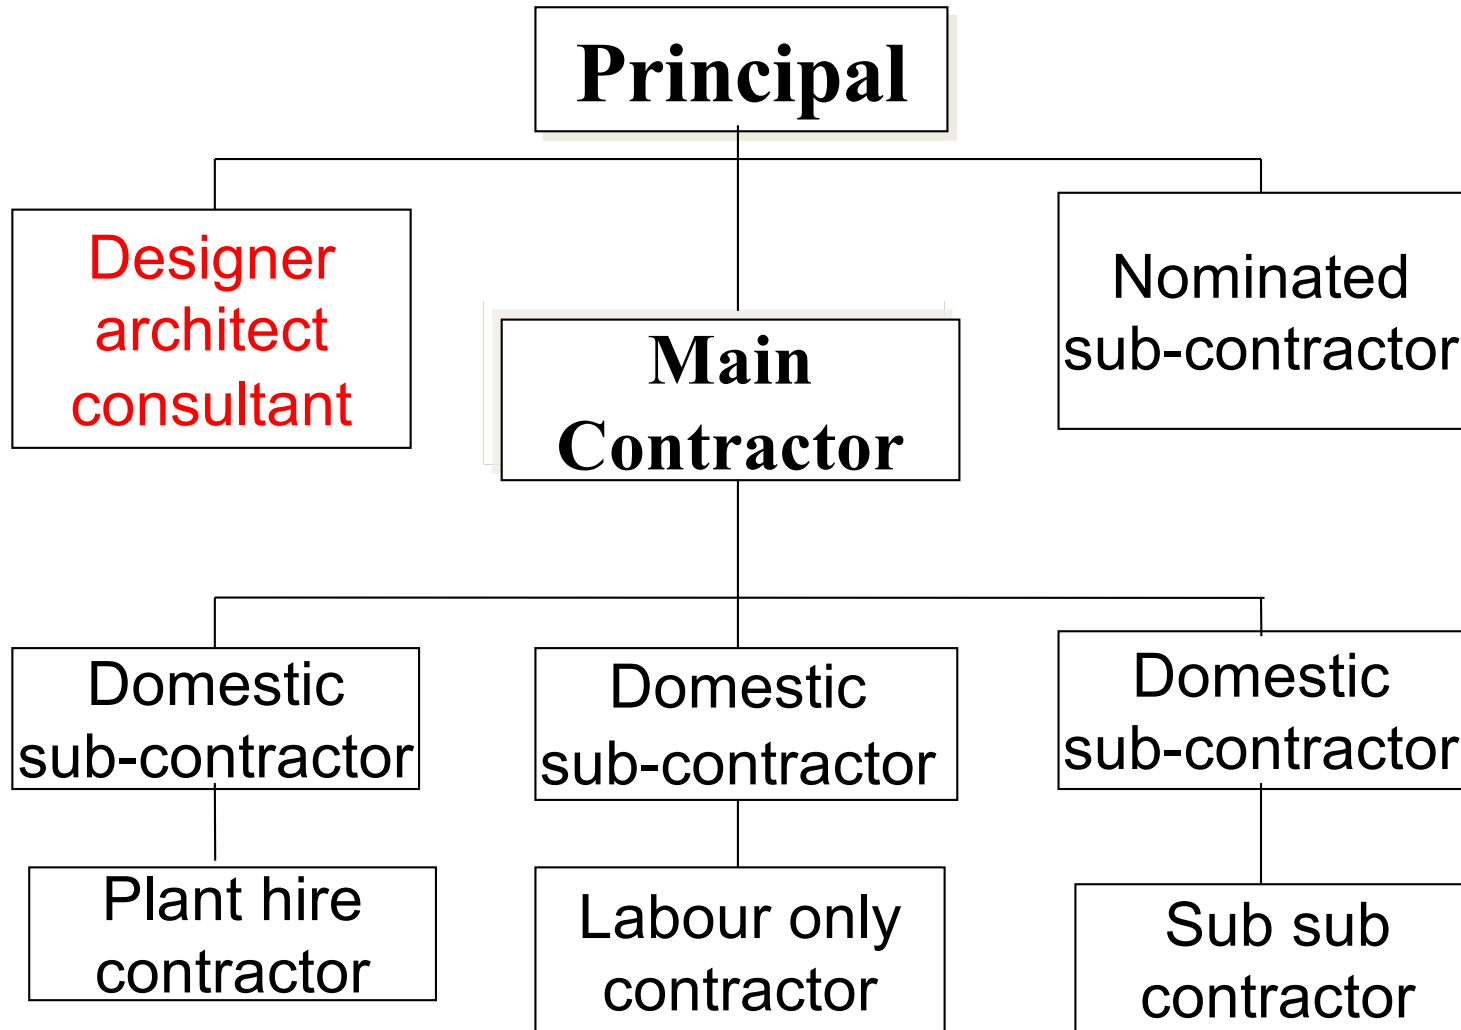 Principal
Designer
architect
consultant
Main
Contractor
Nominated
sub-contractor
Domestic
sub-contractor
Domestic
sub-contractor
Domestic
sub-contractor
Plant hire
contractor
Labour only
contractor
Sub sub
contractor